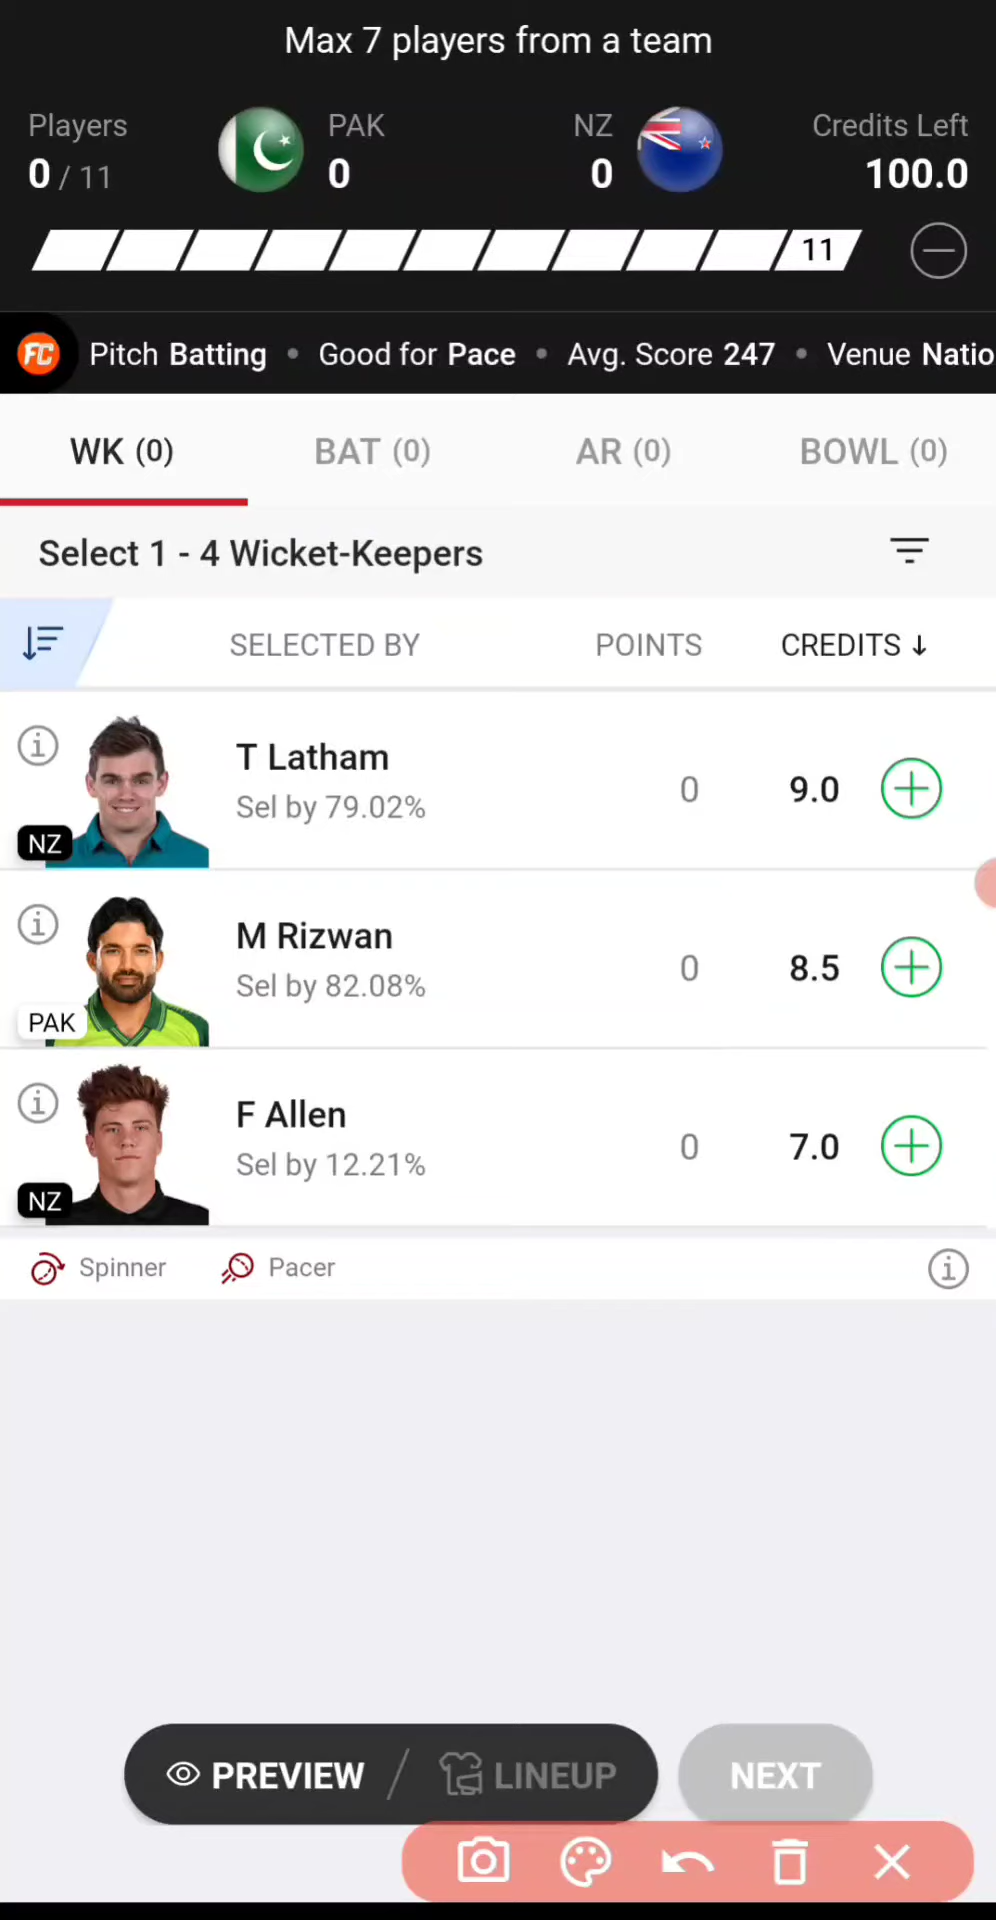 Max 7 players from a team
Players PAK NZ Credits Left
0 / 11 0 0 100.0
11
FC Pitch Batting • Good for Pace • Avg. Score 247 • Venue Natio
WK (0) BAT (0) AR (0) BOWL (0)
Select 1 - 4 Wicket-Keepers
SELECTED BY POINTS CREDITS ↓
T Latham
Sel by 79.02% 0 9.0
NZ
M Rizwan
Sel by 82.08% 0 8.5
PAK
F Allen
Sel by 12.21% 0 7.0
NZ
Spinner Pacer
PREVIEW / LINEUP NEXT